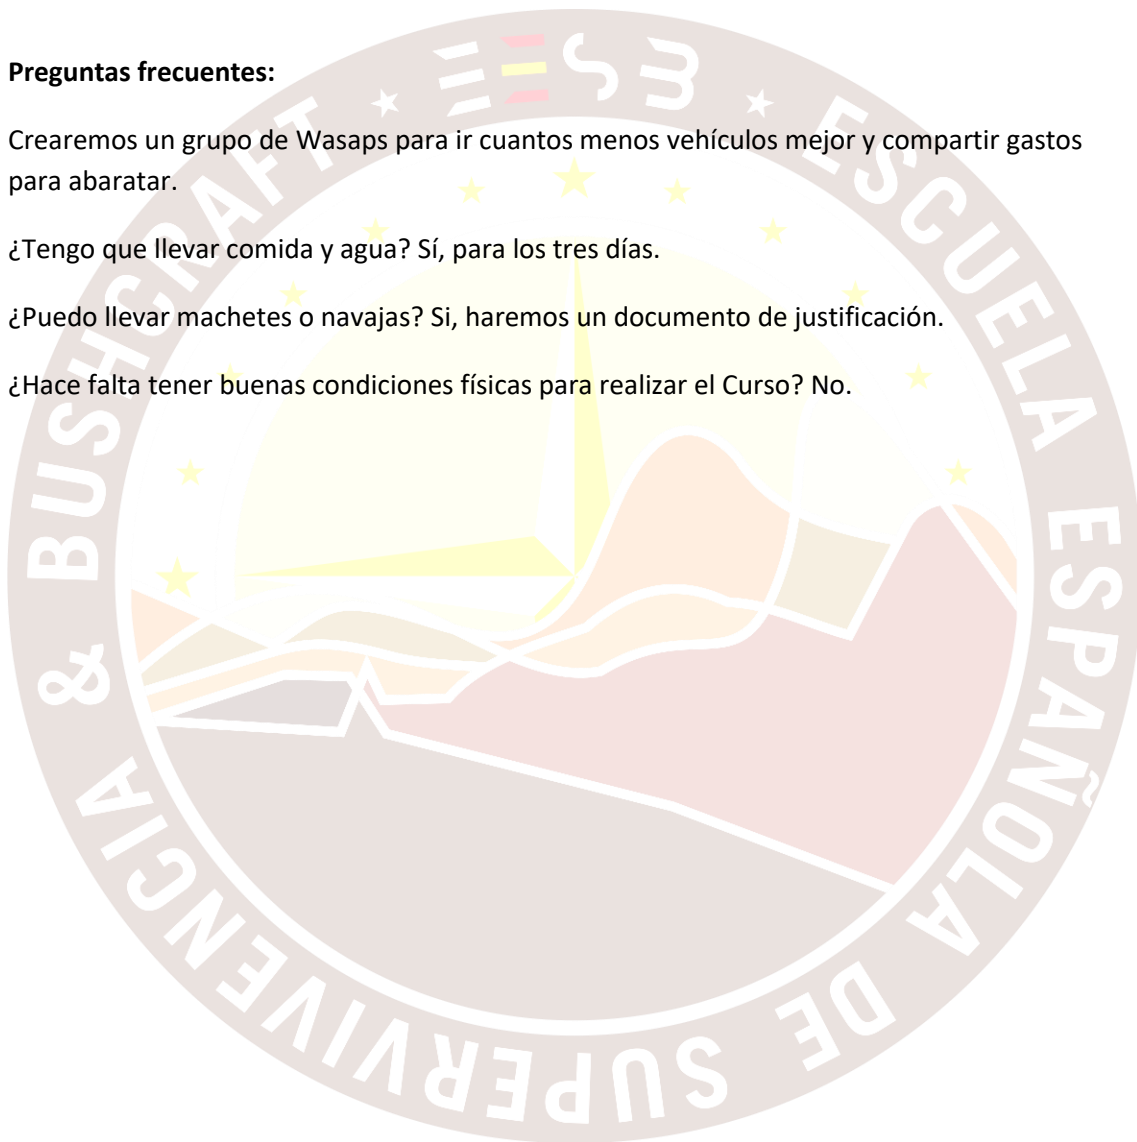 Preguntas frecuentes:
Crearemos un grupo de Wasaps para ir cuantos menos vehículos mejor y compartir gastos
para abaratar.
¿Tengo que llevar comida y agua? Sí, para los tres días.
¿Puedo llevar machetes o navajas? Si, haremos un documento de justificación.
¿Hace falta tener buenas condiciones físicas para realizar el Curso? No.
EESB
ESCUELA ESPAÑOLA DE SUPERVIVENCIA & BUSHCRAFT